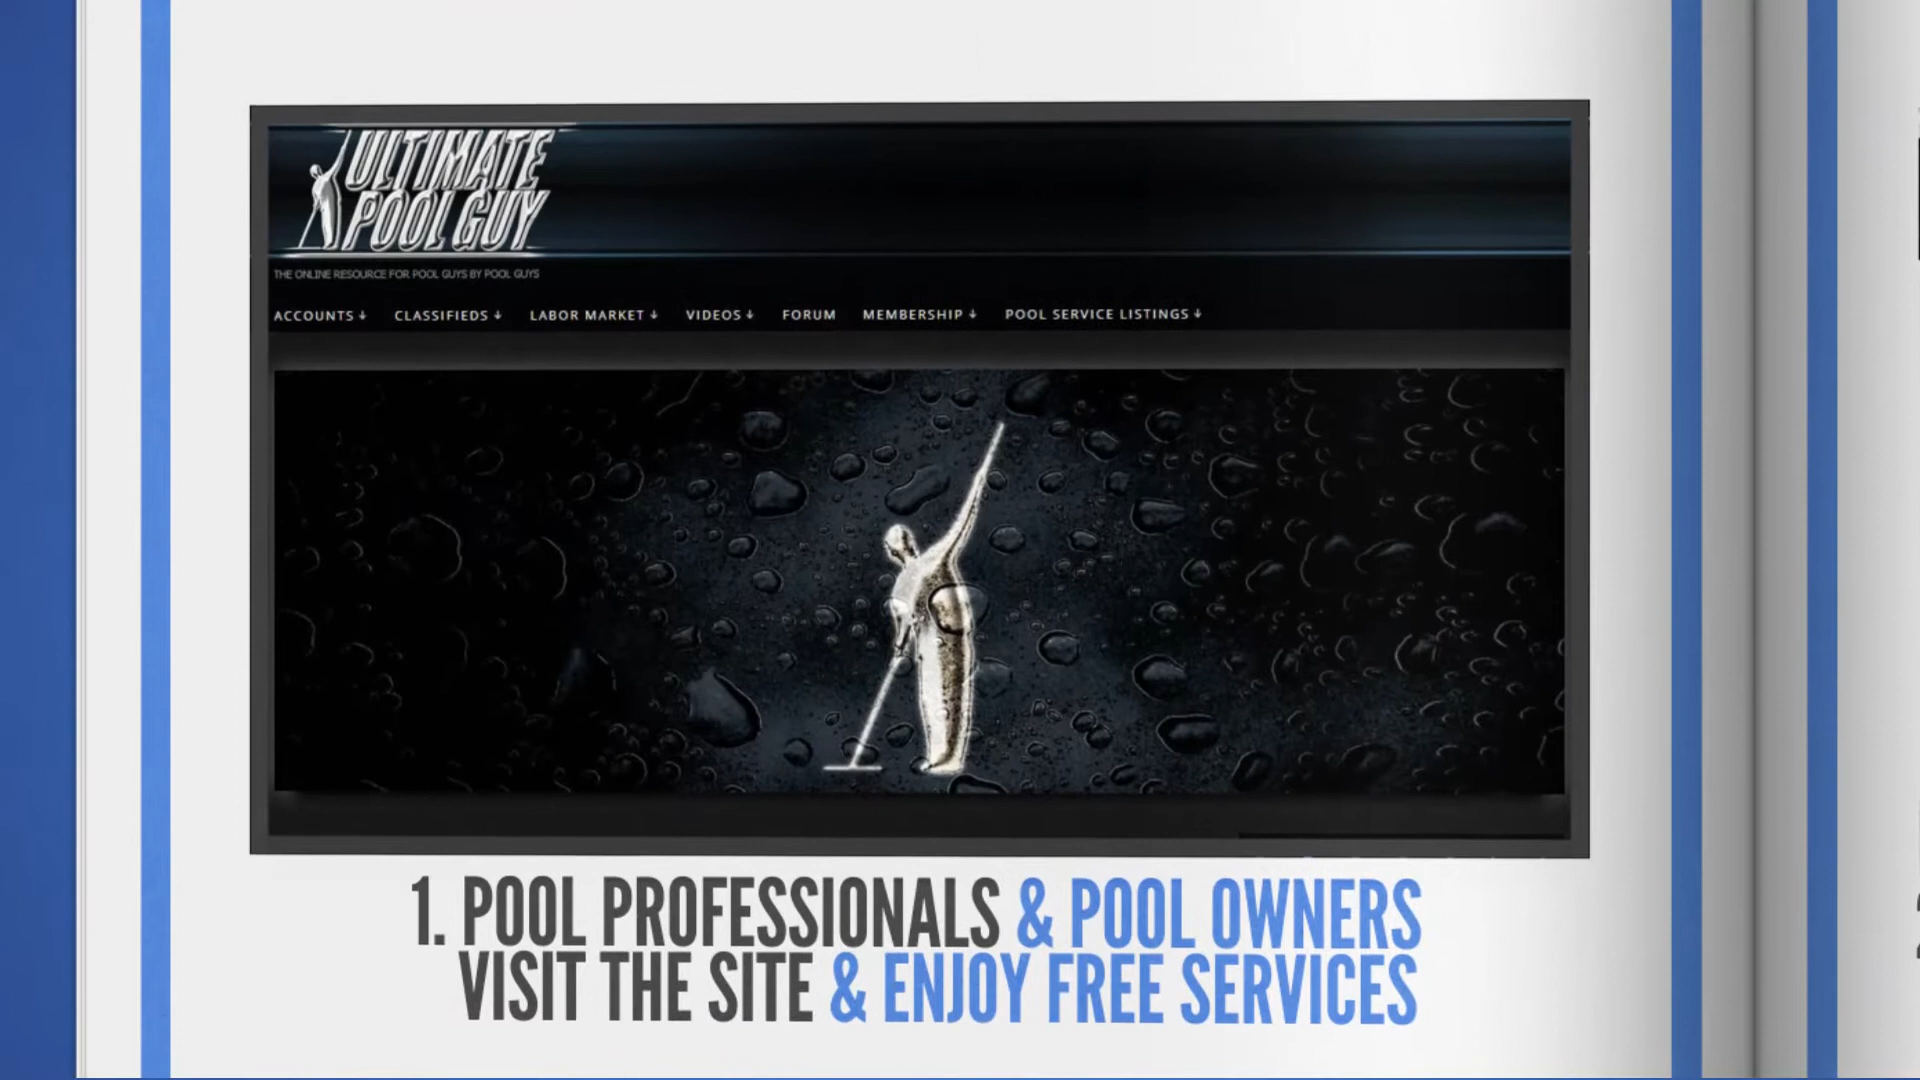 ULTIMATE
POOL GUY
THE ONLINE RESOURCE FOR POOL GUYS BY POOL GUYS
ACCOUNTS ↓ CLASSIFIEDS ↓ LABOR MARKET ↓ VIDEOS ↓ FORUM MEMBERSHIP ↓ POOL SERVICE LISTINGS ↓
1. POOL PROFESSIONALS & POOL OWNERS
VISIT THE SITE & ENJOY FREE SERVICES